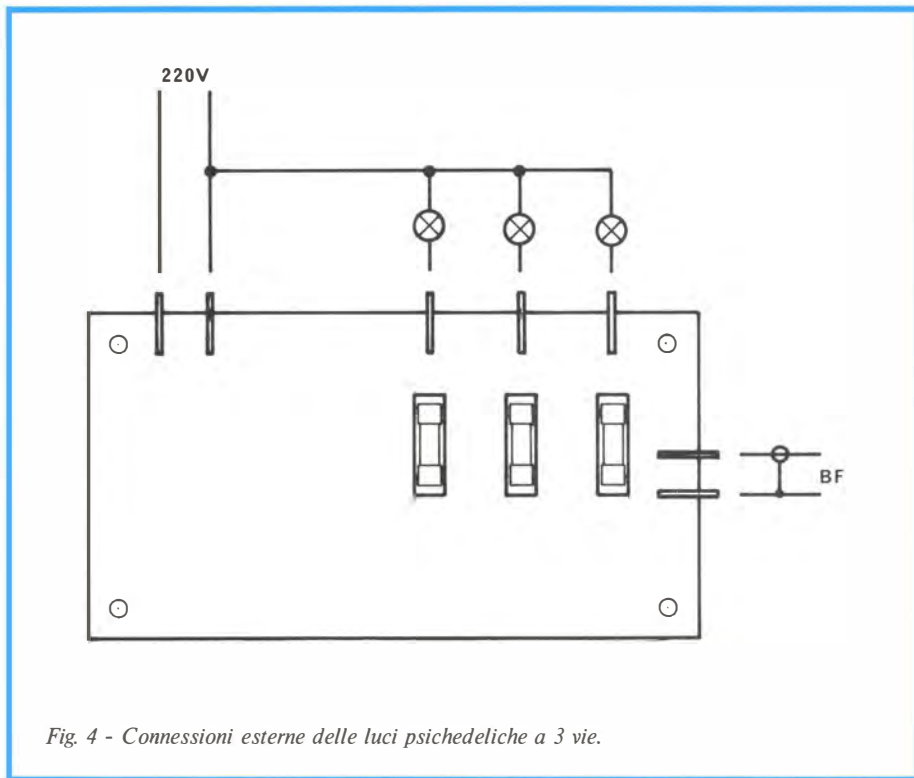 220V
BF
Fig. 4 - Connessioni esterne delle luci psichedeliche a 3 vie.